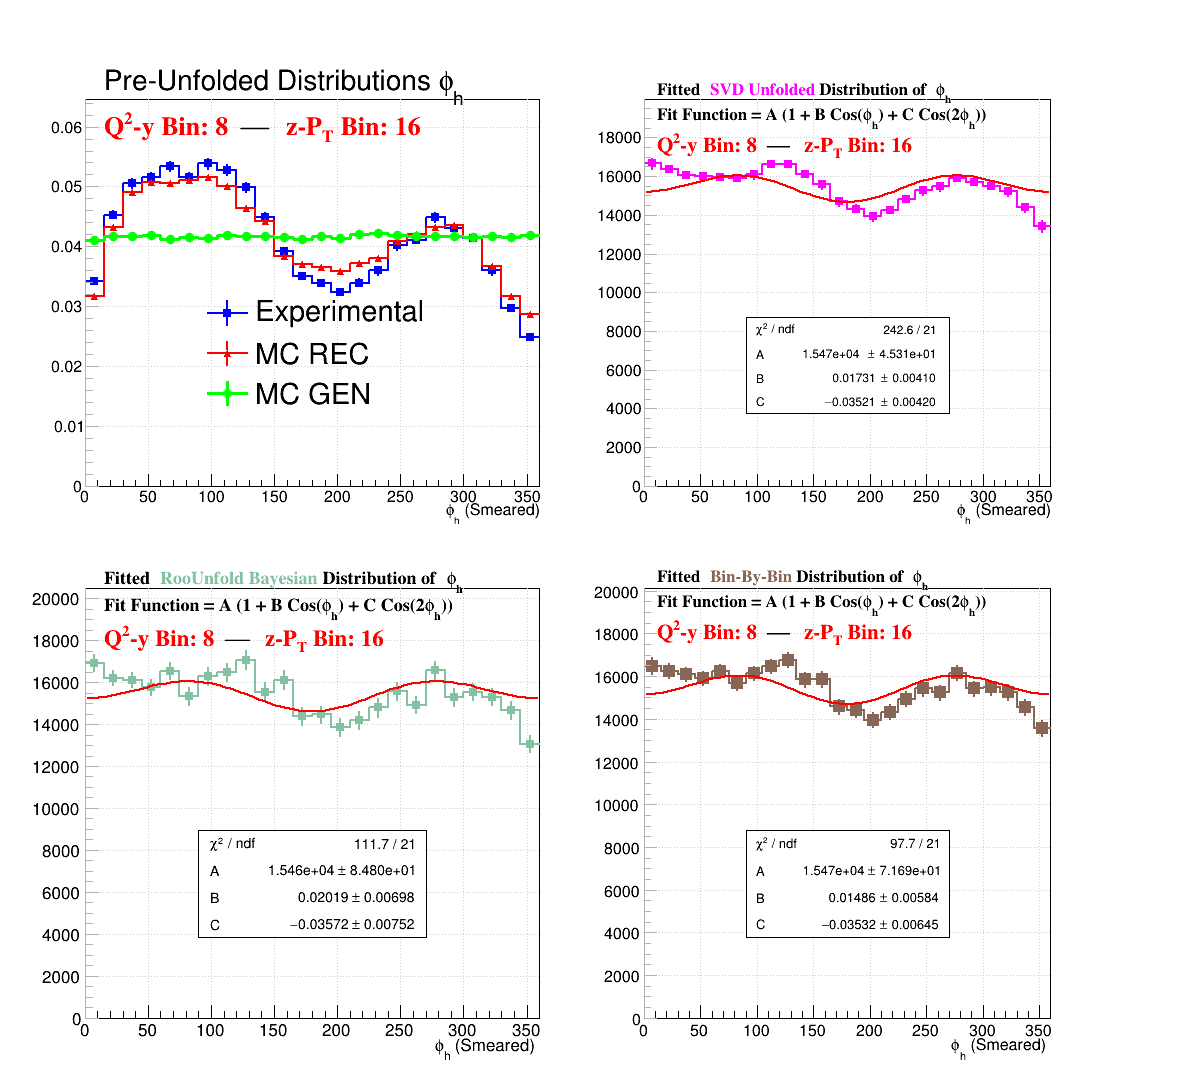 Pre-Unfolded Distributions ϕh
Q²-y Bin: 8 — z-PT Bin: 16
0.06
0.05
0.04
0.03
0.02
0.01
0
Experimental
MC REC
MC GEN
0 50 100 150 200 250 300 350
ϕh (Smeared)
Fitted SVD Unfolded Distribution of ϕh
Fit Function = A (1 + B Cos(ϕh) + C Cos(2ϕh))
Q²-y Bin: 8 — z-PT Bin: 16
18000
16000
14000
12000
10000
8000
6000
4000
2000
0
χ² / ndf 242.6 / 21
A 1.547e+04 ± 4.531e+01
B 0.01731 ± 0.00410
C −0.03521 ± 0.00420
0 50 100 150 200 250 300 350
ϕh (Smeared)
Fitted RooUnfold Bayesian Distribution of ϕh
Fit Function = A (1 + B Cos(ϕh) + C Cos(2ϕh))
Q²-y Bin: 8 — z-PT Bin: 16
20000
18000
16000
14000
12000
10000
8000
6000
4000
2000
0
χ² / ndf 111.7 / 21
A 1.546e+04 ± 8.480e+01
B 0.02019 ± 0.00698
C −0.03572 ± 0.00752
0 50 100 150 200 250 300 350
ϕh (Smeared)
Fitted Bin-By-Bin Distribution of ϕh
Fit Function = A (1 + B Cos(ϕh) + C Cos(2ϕh))
Q²-y Bin: 8 — z-PT Bin: 16
20000
18000
16000
14000
12000
10000
8000
6000
4000
2000
0
χ² / ndf 97.7 / 21
A 1.547e+04 ± 7.169e+01
B 0.01486 ± 0.00584
C −0.03532 ± 0.00645
0 50 100 150 200 250 300 350
ϕh (Smeared)